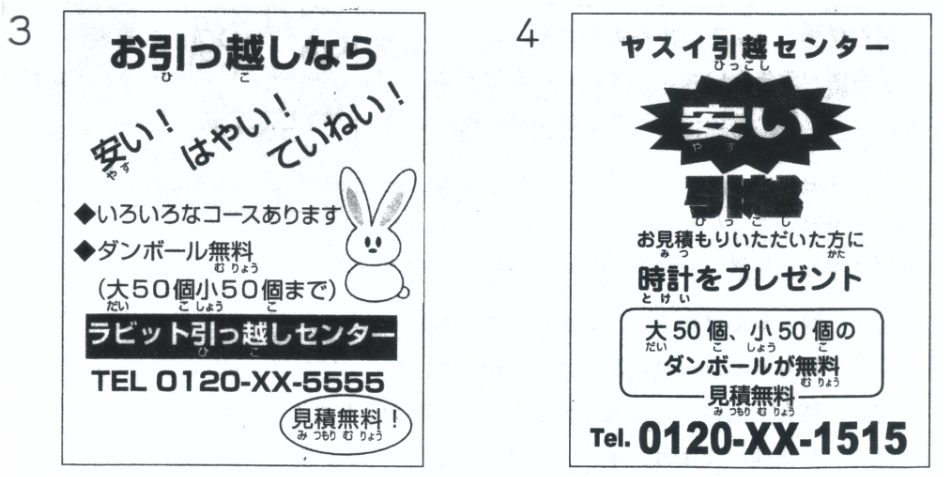 3
お引っ越しなら
ひ こ
安い！ はやい！ ていねい！
やす
◆いろいろなコースあります
◆ダンボール無料
む りょう
(大50個小50個まで)
だい こ しょう こ
ラビット引っ越しセンター
ひ こ
TEL 0120-XX-5555
見積無料！
み つもり む りょう
4
ヤスイ引越センター
ひっこし
安い
やす
引越
ひっこし
お見積もりいただいた方に
み つ かた
時計をプレゼント
と けい
大50個、小50個の
だい こ しょう こ
ダンボールが無料
む りょう
見積無料
み つもり む りょう
Tel. 0120-XX-1515